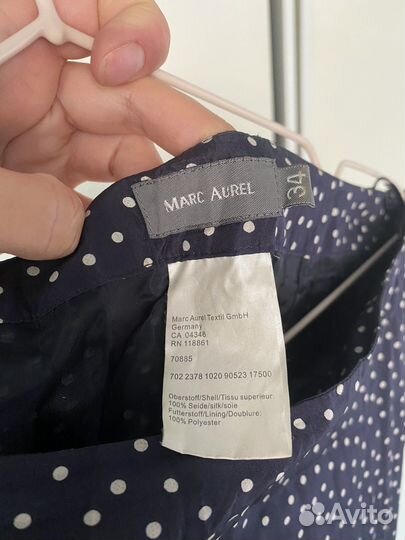 MARC AUREL
34
Marc Aurel Textil GmbH
Germany
CA 04346
RN 118861
70885
702 2378 1020 90523 17500
Oberstoff/Shell/Tissu superieur:
100% Seide/silk/soie
Futterstoff/Lining/Doublure:
100% Polyester
Avito